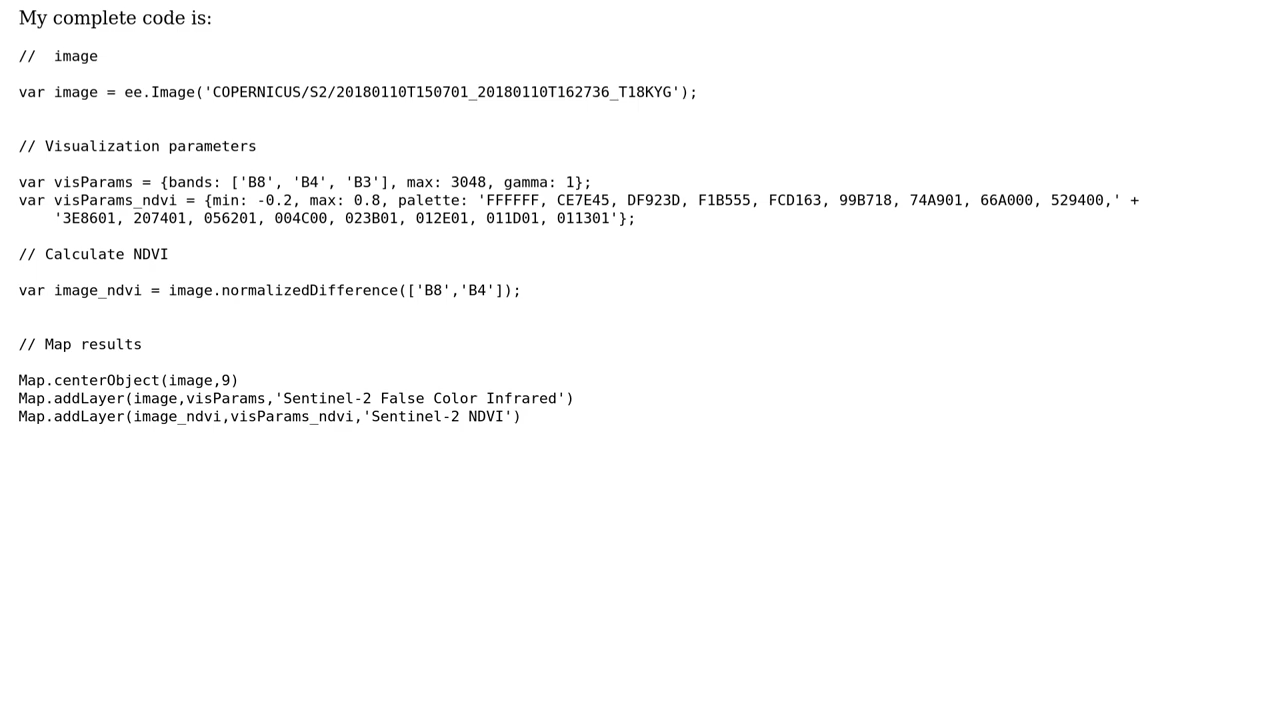 My complete code is:
//  image
var image = ee.Image('COPERNICUS/S2/20180110T150701_20180110T162736_T18KYG');
// Visualization parameters
var visParams = {bands: ['B8', 'B4', 'B3'], max: 3048, gamma: 1};
var visParams_ndvi = {min: -0.2, max: 0.8, palette: 'FFFFFF, CE7E45, DF923D, F1B555, FCD163, 99B718, 74A901, 66A000, 529400,' +
    '3E8601, 207401, 056201, 004C00, 023B01, 012E01, 011D01, 011301'};
// Calculate NDVI
var image_ndvi = image.normalizedDifference(['B8','B4']);
// Map results
Map.centerObject(image,9)
Map.addLayer(image,visParams,'Sentinel-2 False Color Infrared')
Map.addLayer(image_ndvi,visParams_ndvi,'Sentinel-2 NDVI')